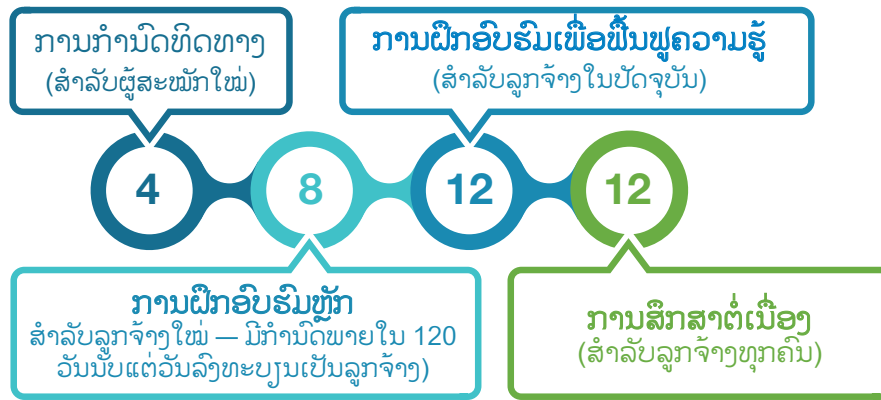 ການກຳນົດທິດທາງ
(ສຳລັບຜູ້ສະໝັກໃໝ່)
ການຝຶກອົບຮົມເພື່ອຟື້ນຟູຄວາມຮູ້
(ສຳລັບລູກຈ້າງໃນປັດຈຸບັນ)
4
8
12
12
ການຝຶກອົບຮົມຫຼັກ
ສຳລັບລູກຈ້າງໃໝ່ — ມີກຳນົດພາຍໃນ 120
ວັນນັບແຕ່ວັນລົງທະບຽນເປັນລູກຈ້າງ)
ການສຶກສາຕໍ່ເນື່ອງ
(ສຳລັບລູກຈ້າງທຸກຄົນ)